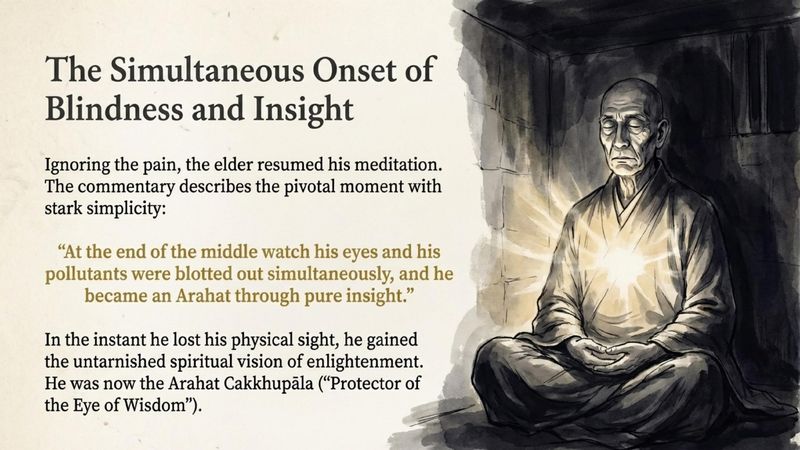 The Simultaneous Onset of
Blindness and Insight
Ignoring the pain, the elder resumed his meditation.
The commentary describes the pivotal moment with
stark simplicity:
“At the end of the middle watch his eyes and his
pollutants were blotted out simultaneously, and he
became an Arahat through pure insight.”
In the instant he lost his physical sight, he gained
the untarnished spiritual vision of enlightenment.
He was now the Arahat Cakkhupāla (“Protector of
the Eye of Wisdom”).